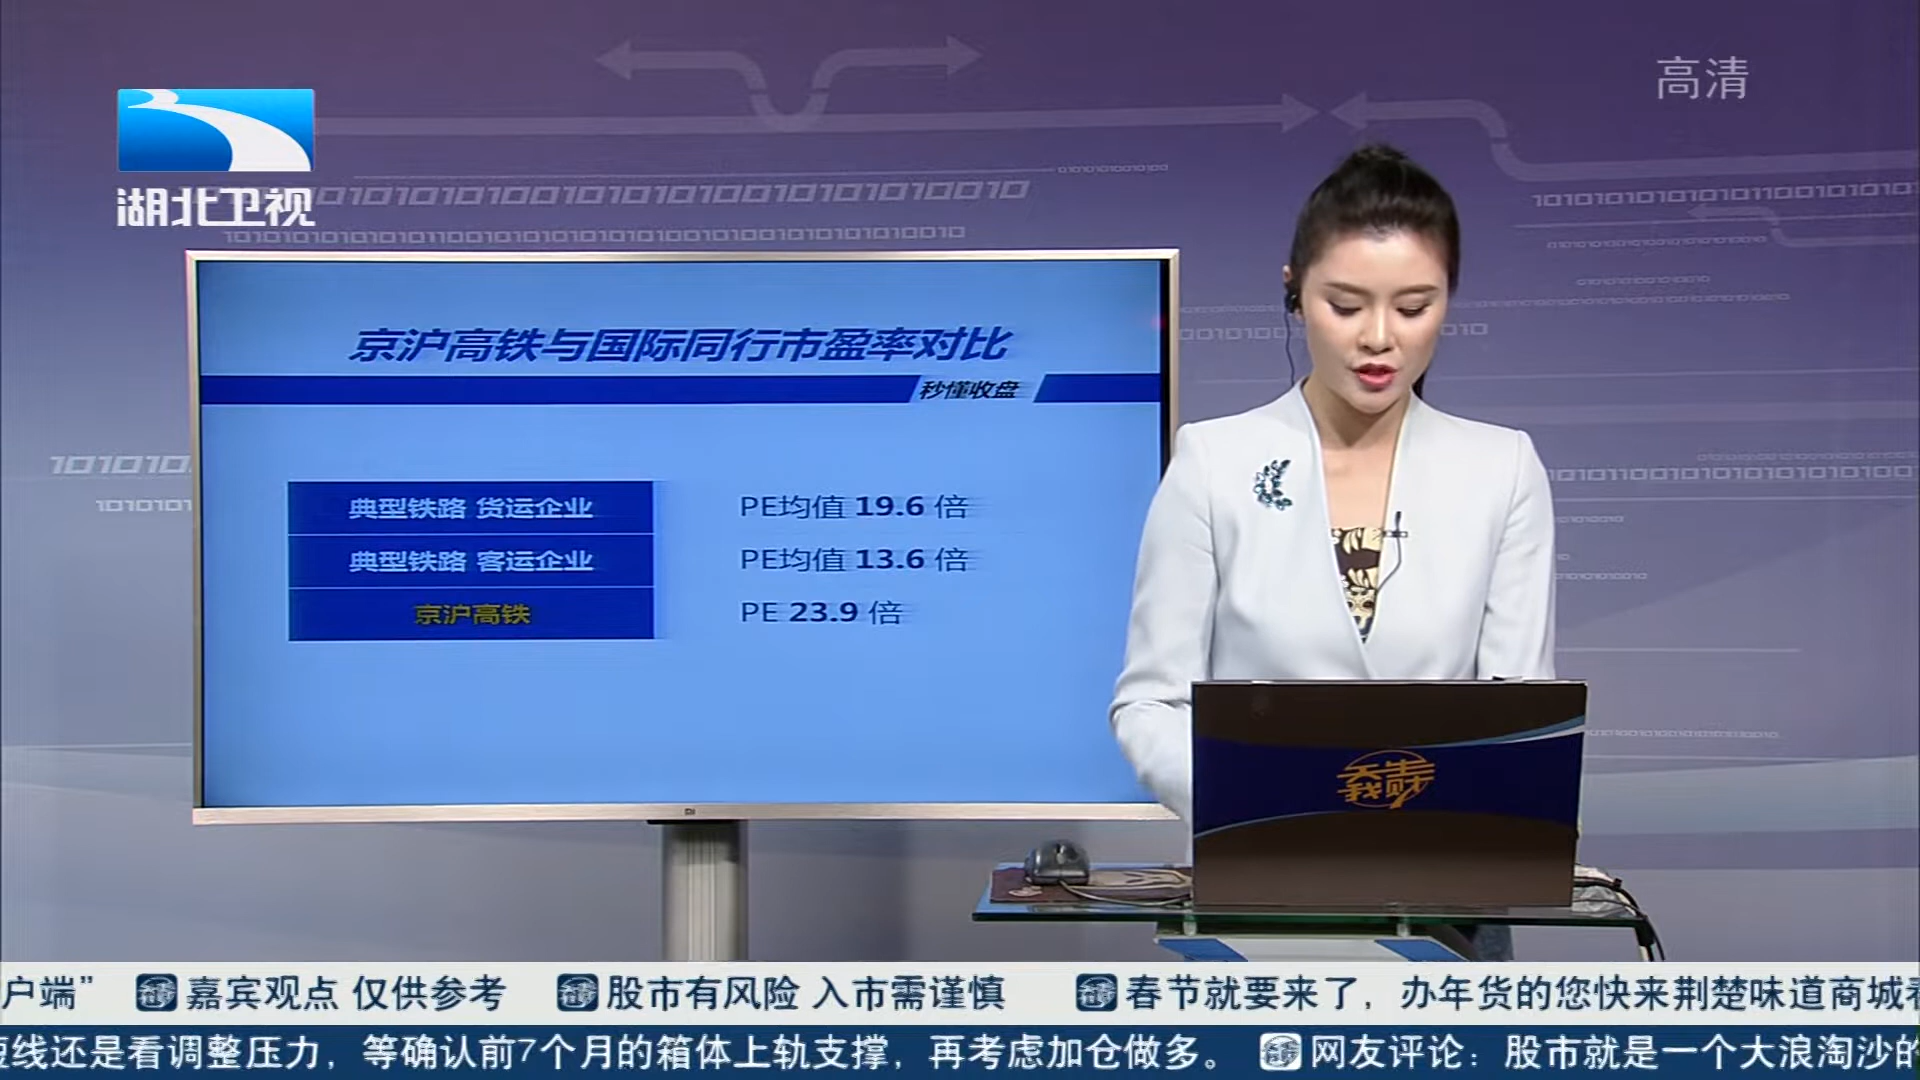 高清
湖北卫视
京沪高铁与国际同行市盈率对比
秒懂收盘
典型铁路 货运企业 PE均值 19.6 倍
典型铁路 客运企业 PE均值 13.6 倍
京沪高铁 PE 23.9 倍
天生我财
户端” 嘉宾观点 仅供参考 股市有风险 入市需谨慎 春节就要来了，办年货的您快来荆楚味道商城看
短线还是看调整压力，等确认前7个月的箱体上轨支撑，再考虑加仓做多。 网友评论：股市就是一个大浪淘沙的